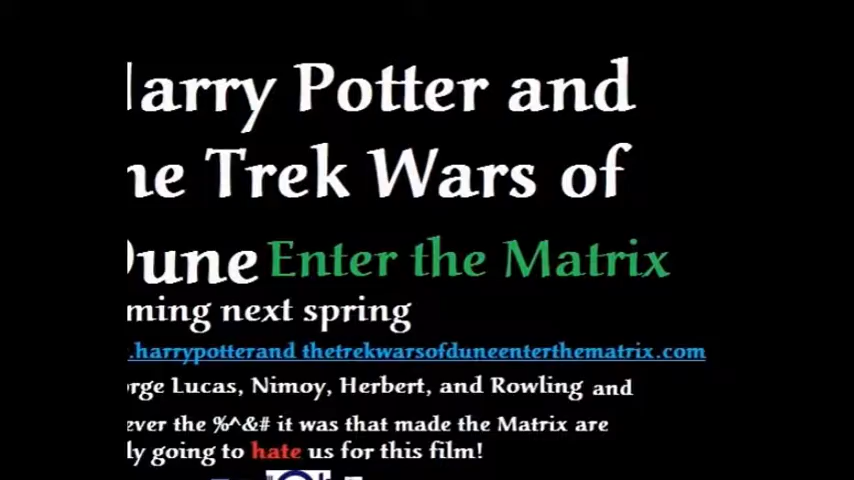 arry Potter and
ne Trek Wars of
Dune Enter the Matrix
ming next spring
.harrypotterand thetrekwarsofduneenterthematrix.com
rge Lucas, Nimoy, Herbert, and Rowling and
ever the %^&# it was that made the Matrix are
ly going to hate us for this film!